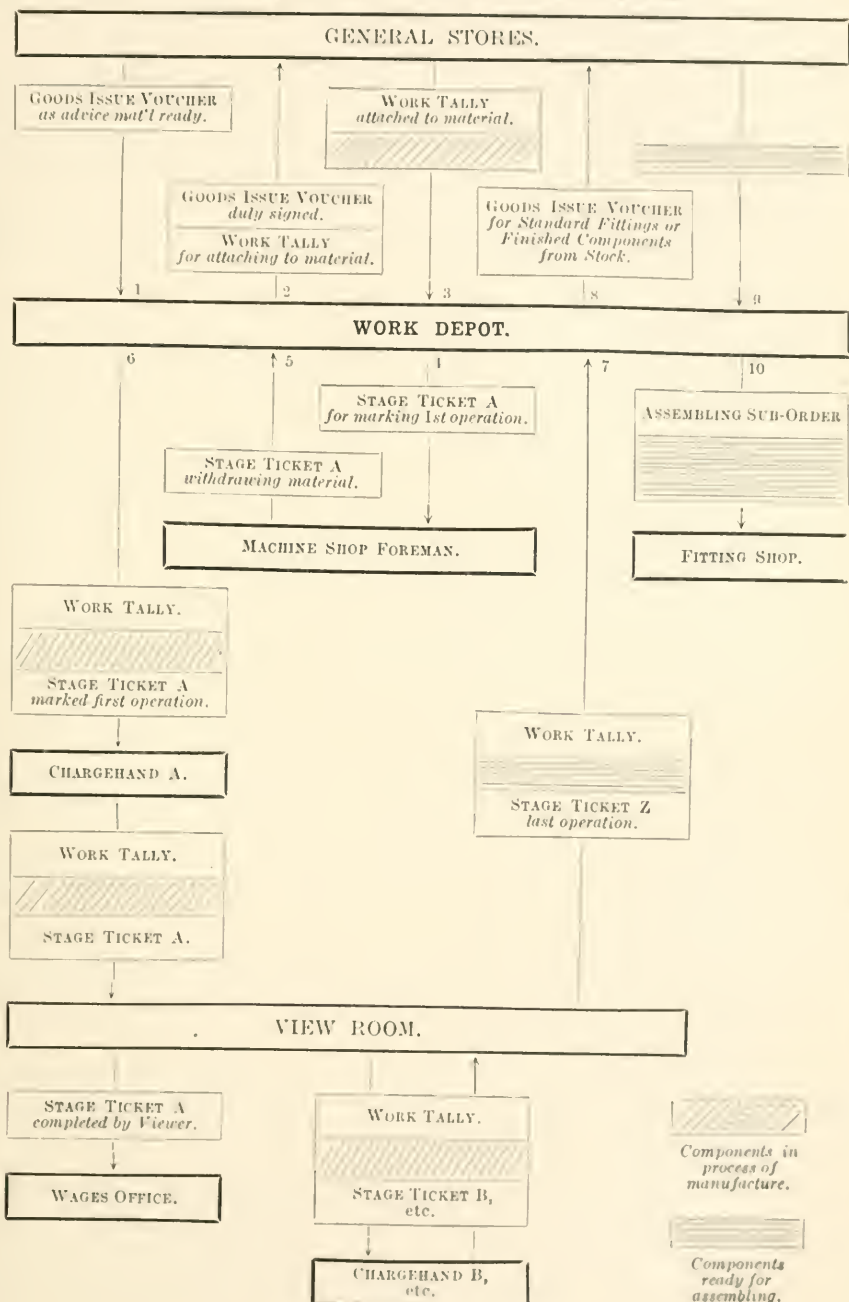 GENERAL STORES.
GOODS ISSUE VOUCHER
as advice mat'l ready.
WORK TALLY
attached to material.
GOODS ISSUE VOUCHER
duly signed.
WORK TALLY
for attaching to material.
GOODS ISSUE VOUCHER
for Standard Fittings or
Finished Components
from Stock.
1 2 3 8 9
WORK DEPOT.
6 5 4 7 10
STAGE TICKET A
for marking 1st operation.
ASSEMBLING SUB-ORDER
STAGE TICKET A
withdrawing material.
MACHINE SHOP FOREMAN.
FITTING SHOP.
WORK TALLY.
STAGE TICKET A
marked first operation.
CHARGEHAND A.
WORK TALLY.
STAGE TICKET Z
last operation.
WORK TALLY.
STAGE TICKET A.
VIEW ROOM.
STAGE TICKET A
completed by Viewer.
WAGES OFFICE.
WORK TALLY.
STAGE TICKET B,
etc.
CHARGEHAND B,
etc.
Components in
process of
manufacture.
Components
ready for
assembling.